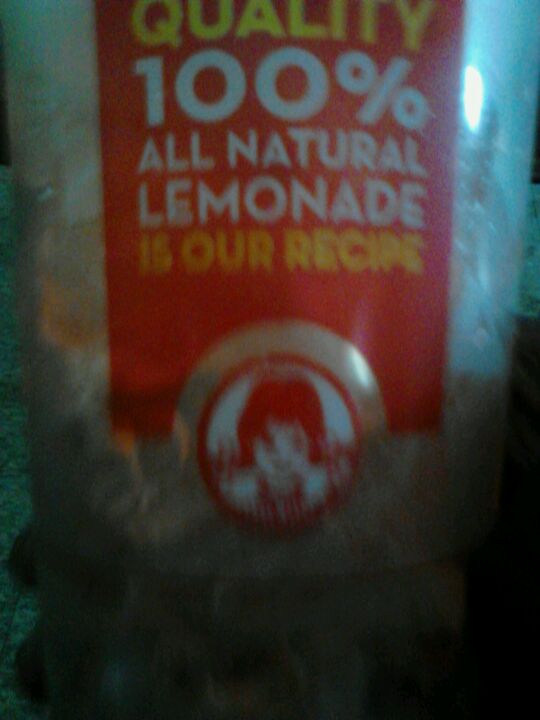 QUALITY
100%
ALL NATURAL
LEMONADE
IS OUR RECIPE